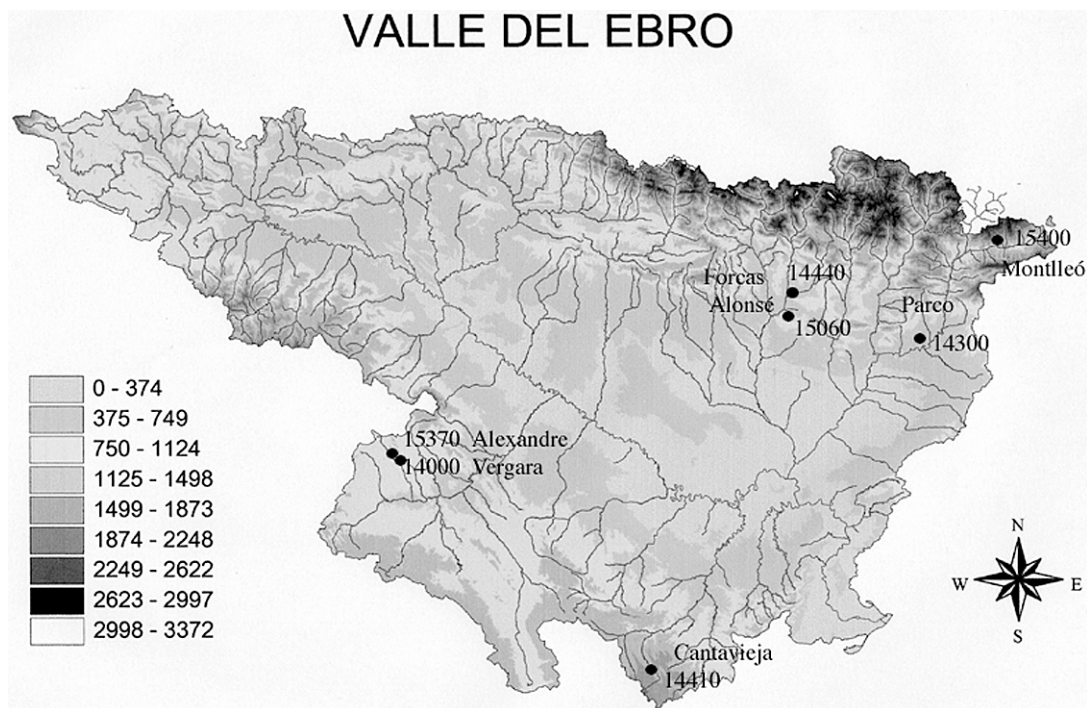 VALLE DEL EBRO
15400
Montlleó
Forcas 14440
Alonsé
15060
Parco
14300
0 - 374
375 - 749
750 - 1124
1125 - 1498
1499 - 1873
1874 - 2248
2249 - 2622
2623 - 2997
2998 - 3372
15370 Alexandre
14000 Vergara
N
W
E
S
Cantavieja
14410